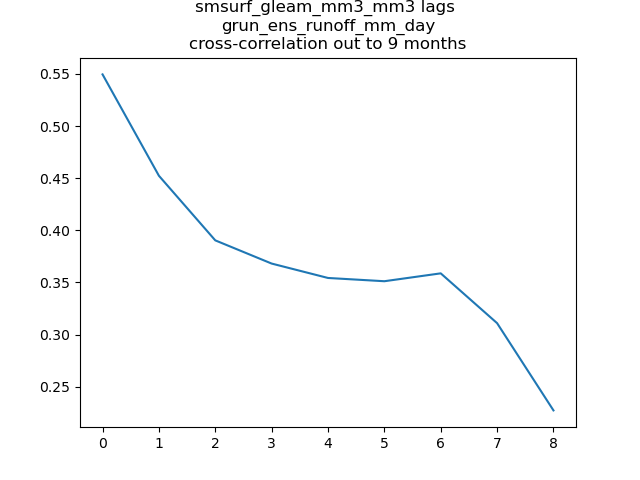 smsurf_gleam_mm3_mm3 lags
grun_ens_runoff_mm_day
cross-correlation out to 9 months
0.55
0.50
0.45
0.40
0.35
0.30
0.25
0 1 2 3 4 5 6 7 8